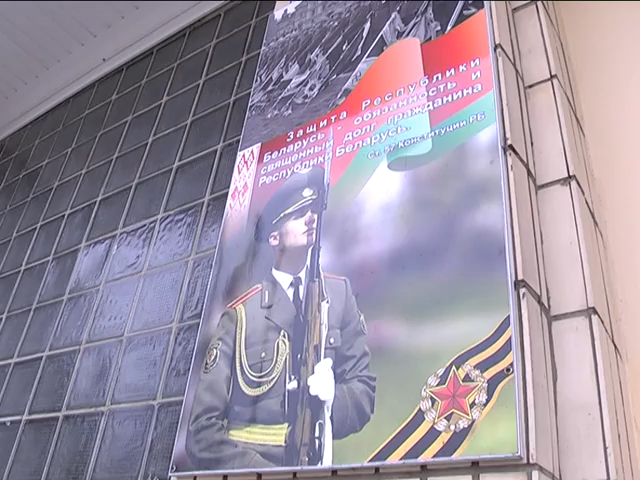 Защита Республики
Беларусь - обязанность и
священный долг гражданина
Республики Беларусь.
Ст. 57 Конституции РБ